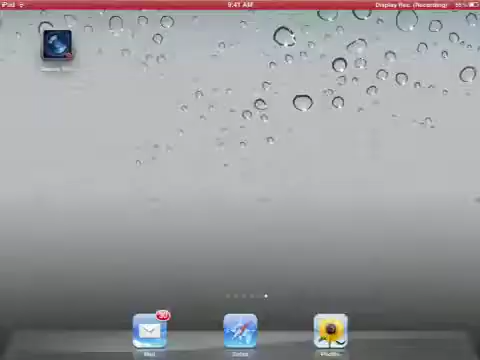 iPad
9:41 AM
Display Rec. (Recording)
30
Mail
Safari
Photos